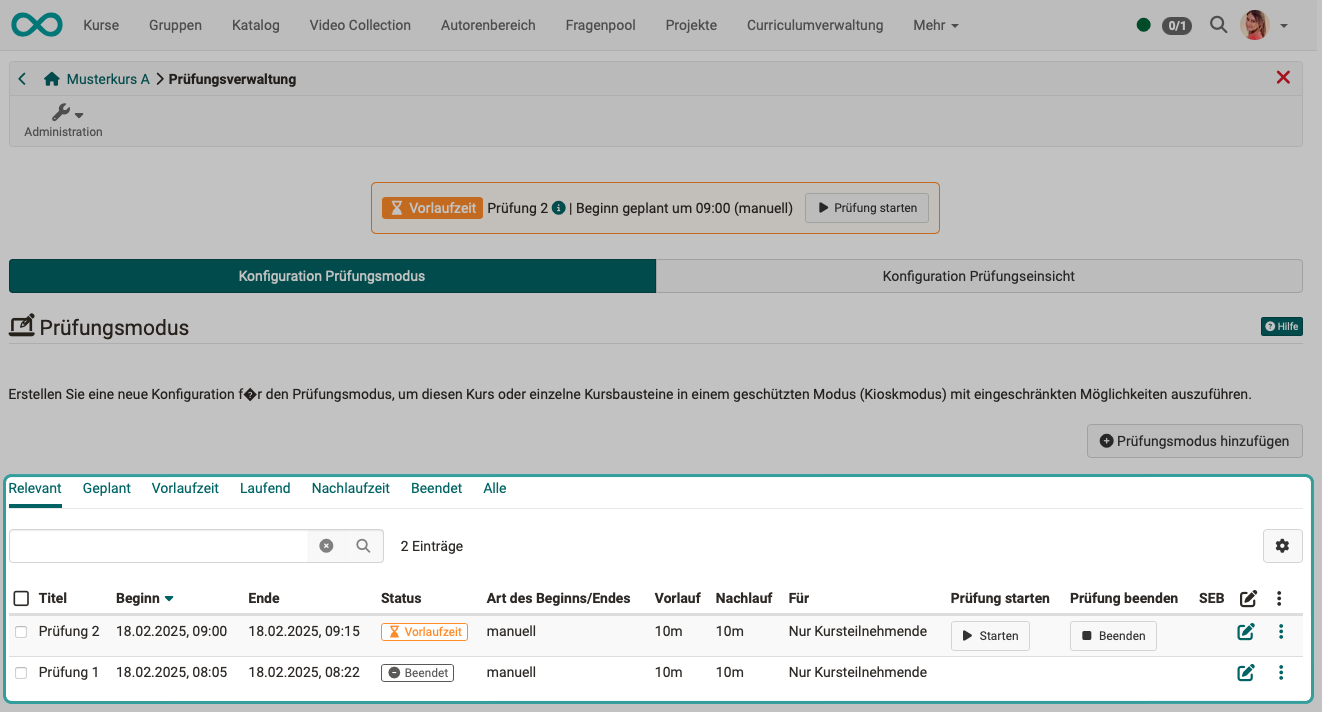 Kurse Gruppen Katalog Video Collection Autorenbereich Fragenpool Projekte Curriculumverwaltung Mehr 0/1
Musterkurs A Prüfungsverwaltung
Administration
Vorlaufzeit Prüfung 2 | Beginn geplant um 09:00 (manuell) Prüfung starten
Konfiguration Prüfungsmodus Konfiguration Prüfungseinsicht
Prüfungsmodus Hilfe
Erstellen Sie eine neue Konfiguration f�r den Prüfungsmodus, um diesen Kurs oder einzelne Kursbausteine in einem geschützten Modus (Kioskmodus) mit eingeschränkten Möglichkeiten auszuführen.
Prüfungsmodus hinzufügen
Relevant Geplant Vorlaufzeit Laufend Nachlaufzeit Beendet Alle
2 Einträge
Titel Beginn Ende Status Art des Beginns/Endes Vorlauf Nachlauf Für Prüfung starten Prüfung beenden SEB
Prüfung 2 18.02.2025, 09:00 18.02.2025, 09:15 Vorlaufzeit manuell 10m 10m Nur Kursteilnehmende Starten Beenden
Prüfung 1 18.02.2025, 08:05 18.02.2025, 08:22 Beendet manuell 10m 10m Nur Kursteilnehmende